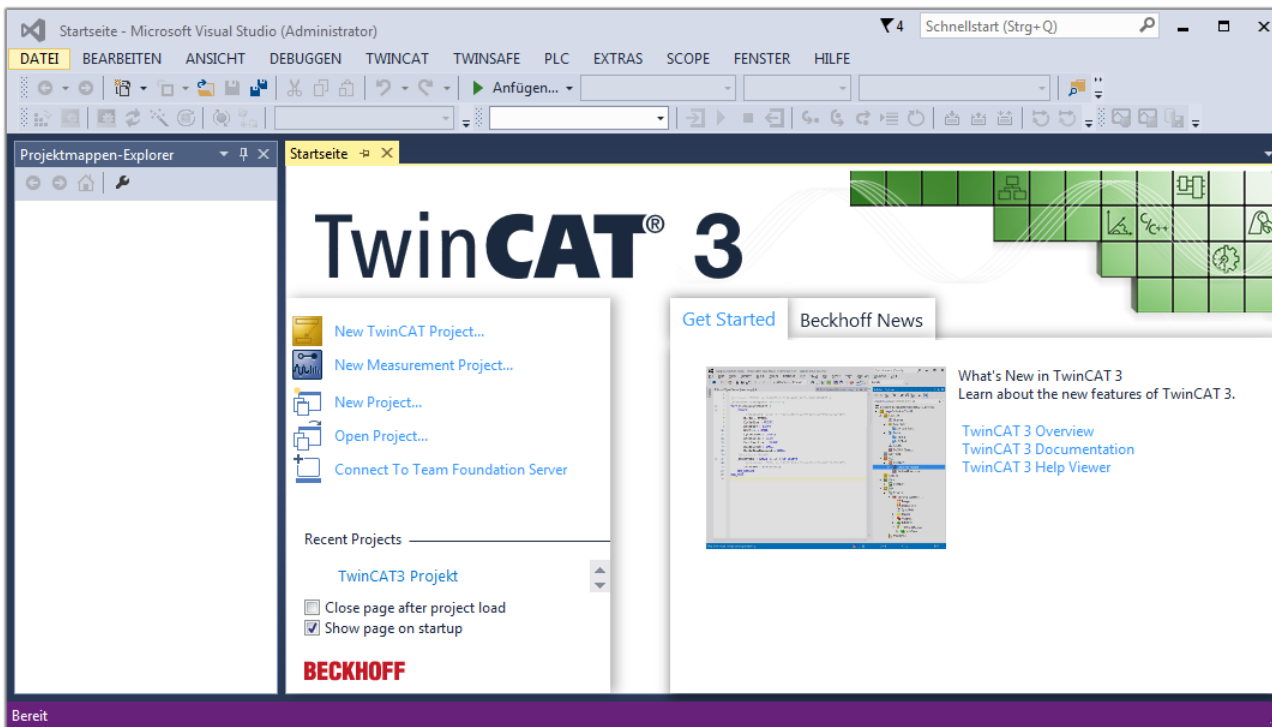 Startseite - Microsoft Visual Studio (Administrator)
4
Schnellstart (Strg+Q)
DATEI BEARBEITEN ANSICHT DEBUGGEN TWINCAT TWINSAFE PLC EXTRAS SCOPE FENSTER HILFE
Anfügen...
Projektmappen-Explorer
Startseite
TwinCAT® 3
C/C++
New TwinCAT Project...
New Measurement Project...
New Project...
Open Project...
Connect To Team Foundation Server
Recent Projects
TwinCAT3 Projekt
Close page after project load
Show page on startup
BECKHOFF
Get Started
Beckhoff News
What's New in TwinCAT 3
Learn about the new features of TwinCAT 3.
TwinCAT 3 Overview
TwinCAT 3 Documentation
TwinCAT 3 Help Viewer
Bereit